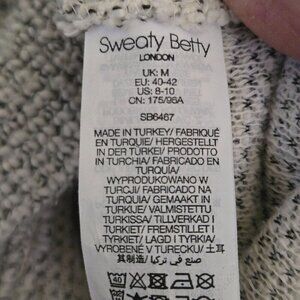 Sweaty Betty
LONDON
UK: M
EU: 40-42
US: 8-10
CN: 175/96A
SB6467
MADE IN TURKEY/ FABRIQUÉ
EN TURQUIE/ HERGESTELLT
IN DER TÜRKEI/ PRODOTTO
IN TURCHIA/ FABRICADO EN
TURQUÍA/
WYPRODUKOWANO W
TURCJI/ FABRICADO NA
TURQUIA/ GEMAAKT IN
TURKIJE/ VALMISTETTU
TURKISSA/ TILLVERKAD I
TURKIET/ FREMSTILLET I
TYRKIET/ LAGD I TYRKIA/
VYROBENÉ V TURECKU/ 土耳
其制造/ صنع في تركيا
40